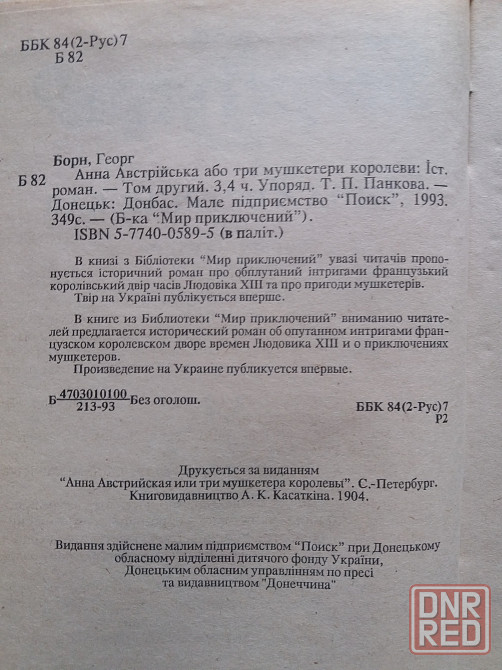 ББК 84(2-Рус)7
Б 82
Борн, Георг
Б 82 Анна Австрійська або три мушкетери королеви: Іст.
роман. — Том другий. 3,4 ч. Упоряд. Т. П. Панкова. —
Донецьк: Донбас. Мале підприємство "Поиск", 1993.
349с. — (Б-ка "Мир приключений").
ISBN 5-7740-0589-5 (в паліт.)
В книзі з Бібліотеки "Мир приключений" увазі читачів пропо-
нується історичний роман про обплутаний інтригами французький
королівський двір часів Людовіка XIII та про пригоди мушкетерів.
Твір на Україні публікується вперше.
В книге из Библиотеки "Мир приключений" вниманию читате-
лей предлагается исторический роман об опутанном интригами фран-
цузском королевском дворе времен Людовика XIII и о приключениях
мушкетеров.
Произведение на Украине публикуется впервые.
Б 4703010100 Без оголош.
213-93
ББК 84(2-Рус)7
Р2
Друкується за виданням
"Анна Австрийская или три мушкетера королевы". Є.-Петербург.
Книговидавництво А. К. Касаткіна. 1904.
Видання здійснене малим підприємством "Поиск" при Донецькому
обласному відділенні дитячого фонду України,
Донецьким обласним управлінням по пресі
та видавництвом "Донеччина"
DNR
RED